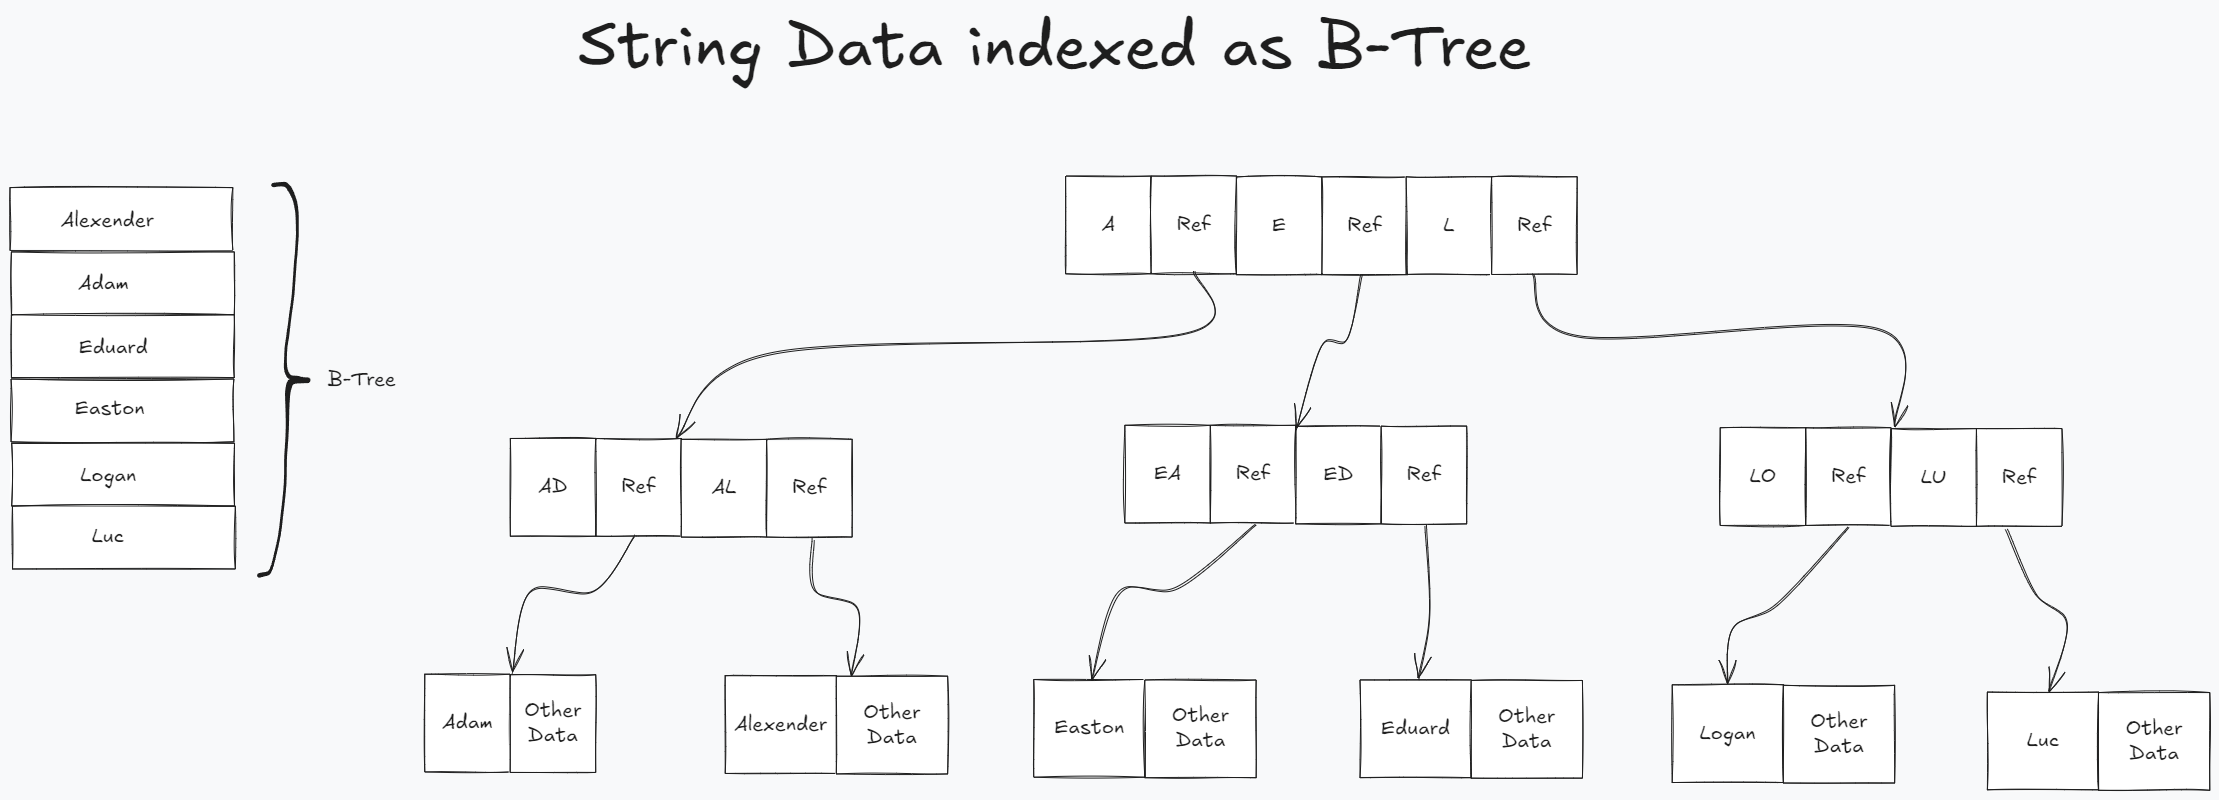 String Data indexed as B-Tree
Alexender
Adam
Eduard
Easton
Logan
Luc
B-Tree
A Ref E Ref L Ref
AD Ref AL Ref
EA Ref ED Ref
LO Ref LU Ref
Adam
Other
Data
Alexender
Other
Data
Easton
Other
Data
Eduard
Other
Data
Logan
Other
Data
Luc
Other
Data